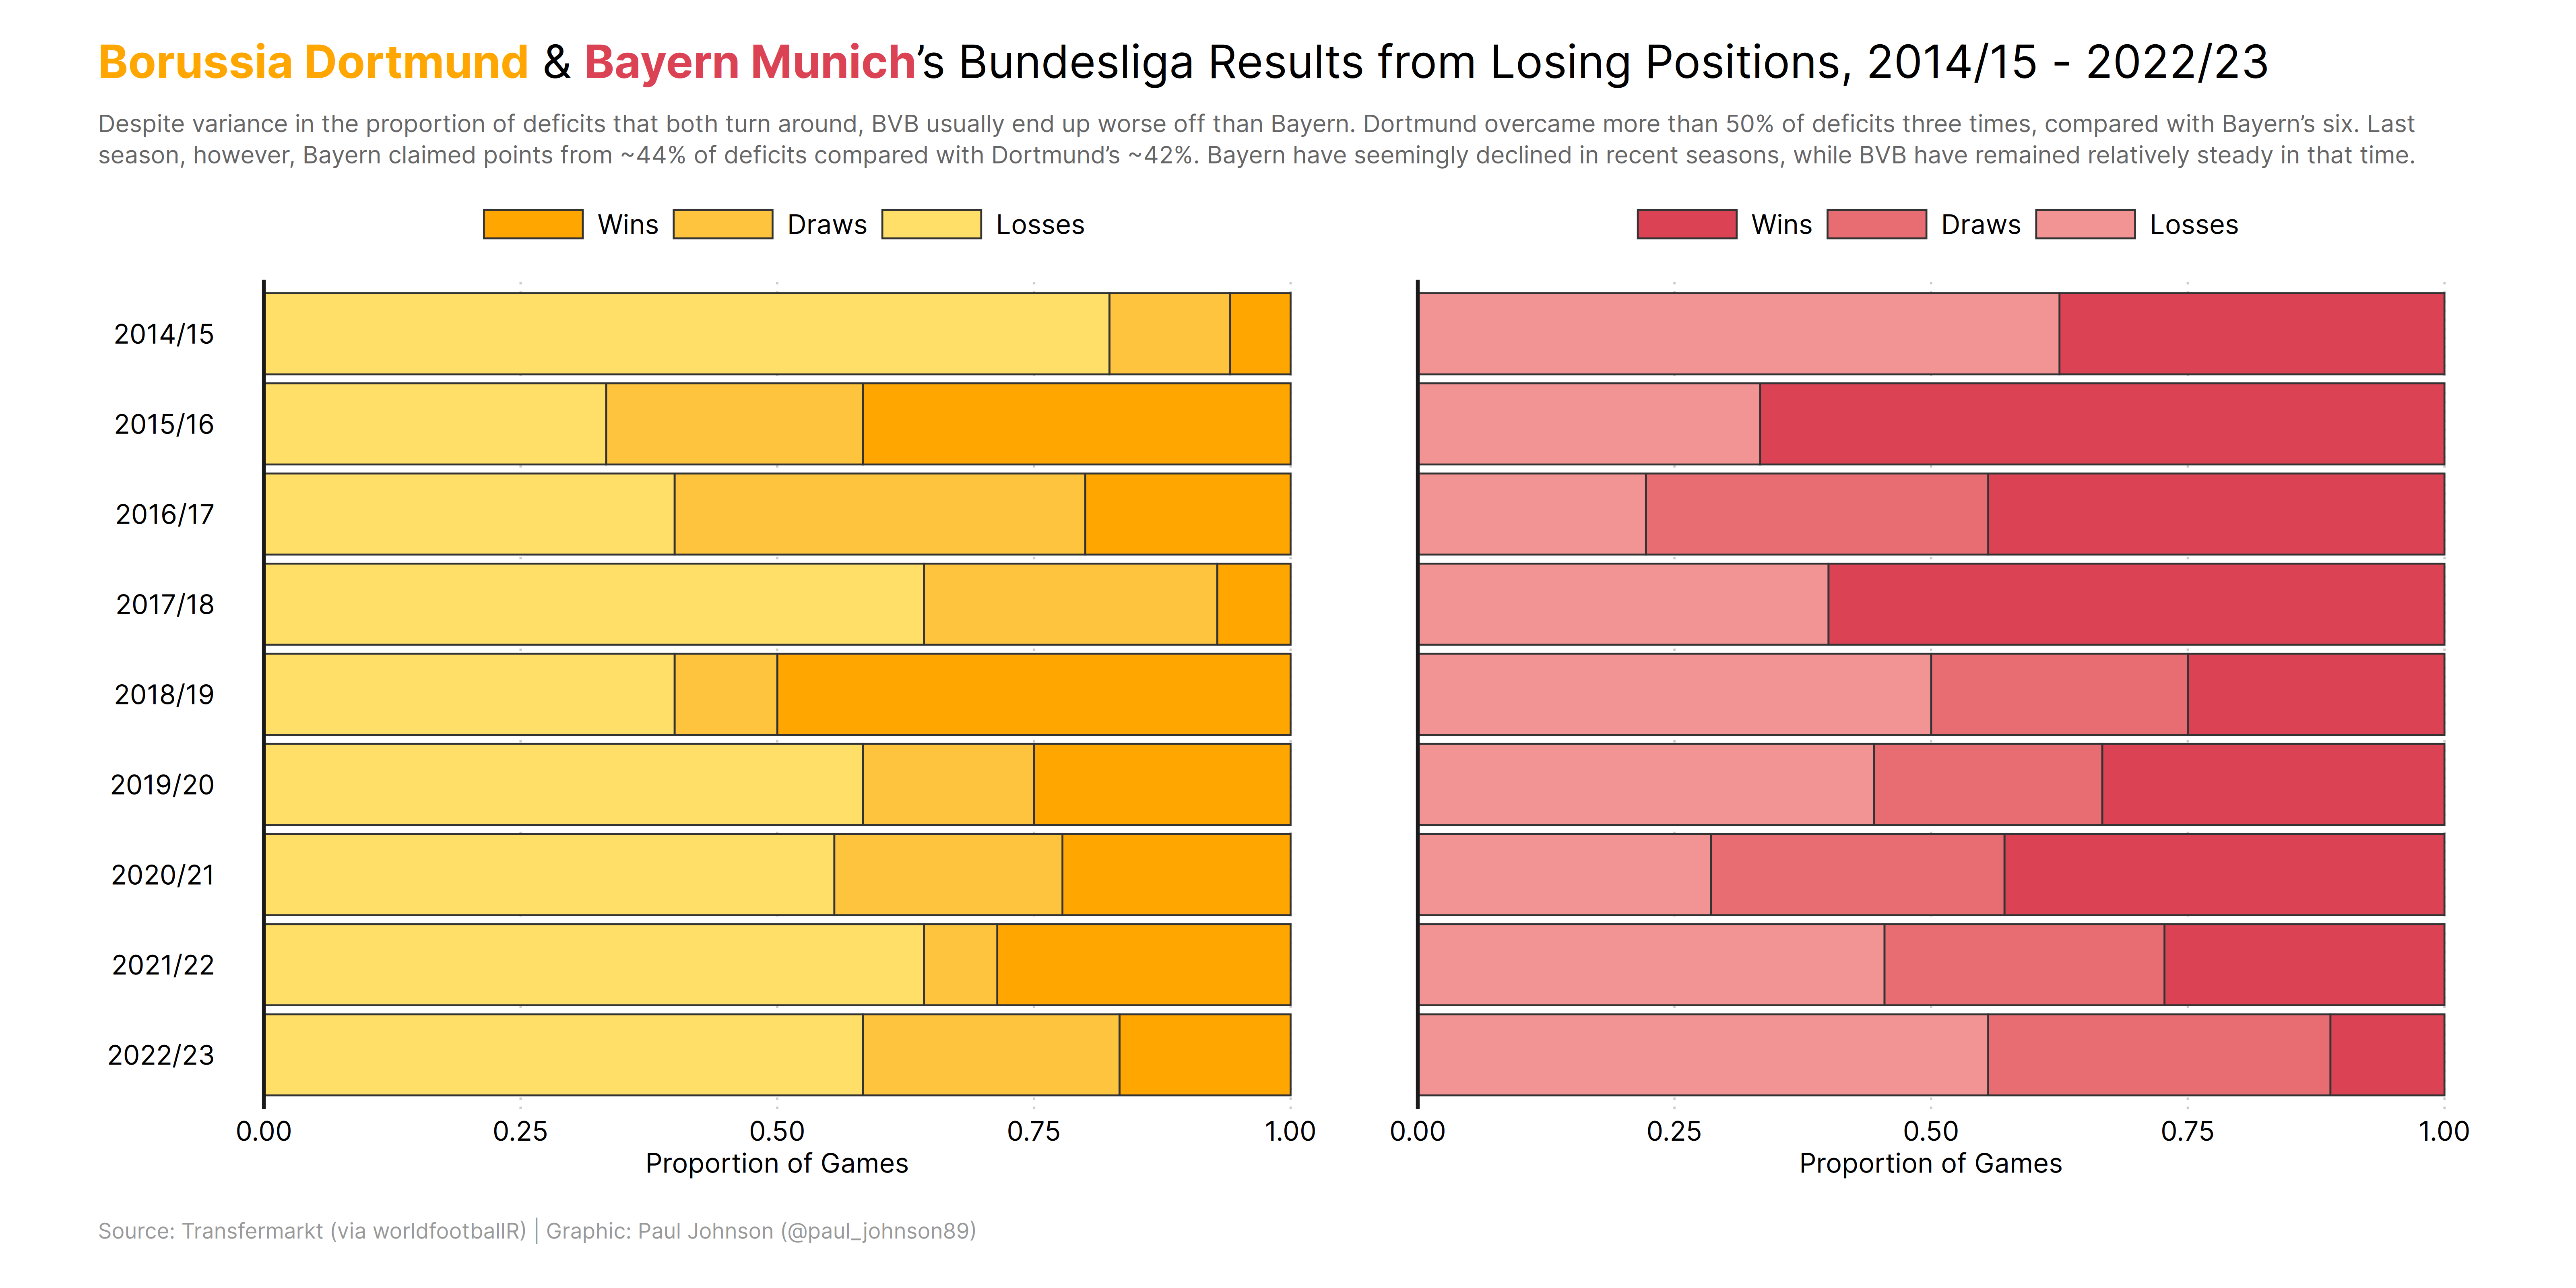 Borussia Dortmund & Bayern Munich’s Bundesliga Results from Losing Positions, 2014/15 - 2022/23
Despite variance in the proportion of deficits that both turn around, BVB usually end up worse off than Bayern. Dortmund overcame more than 50% of deficits three times, compared with Bayern’s six. Last
season, however, Bayern claimed points from ~44% of deficits compared with Dortmund’s ~42%. Bayern have seemingly declined in recent seasons, while BVB have remained relatively steady in that time.
Wins Draws Losses
Wins Draws Losses
2014/15
2015/16
2016/17
2017/18
2018/19
2019/20
2020/21
2021/22
2022/23
0.00 0.25 0.50 0.75 1.00
Proportion of Games
0.00 0.25 0.50 0.75 1.00
Proportion of Games
Source: Transfermarkt (via worldfootballR) | Graphic: Paul Johnson (@paul_johnson89)